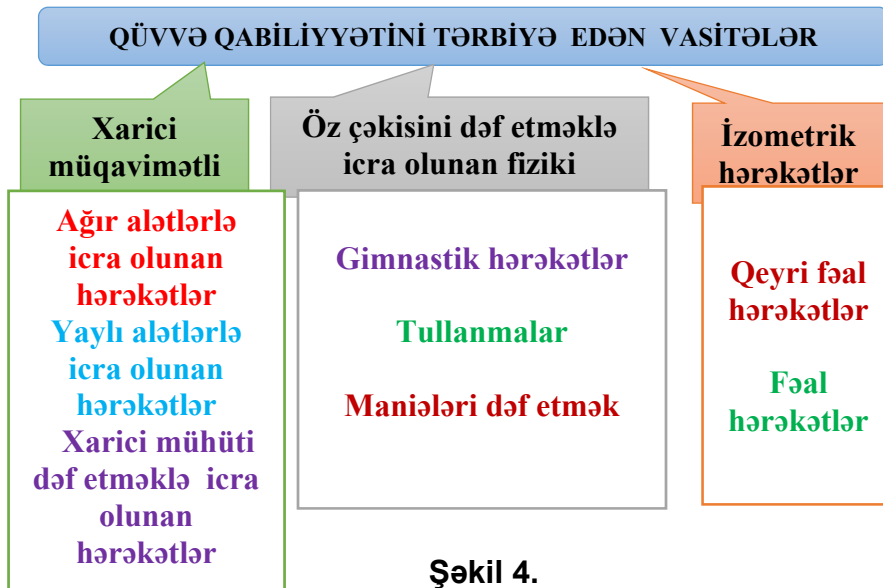 QÜVVƏ QABİLİYYƏTİNİ TƏRBİYƏ EDƏN VASİTƏLƏR
Xarici
müqavimətli
Ağır alətlərlə
icra olunan
hərəkətlər
Yaylı alətlərlə
icra olunan
hərəkətlər
Xarici mühüti
dəf etməklə icra
olunan
hərəkətlər
Öz çəkisini dəf etməklə
icra olunan fiziki
Gimnastik hərəkətlər
Tullanmalar
Maniələri dəf etmək
İzometrik
hərəkətlər
Qeyri fəal
hərəkətlər
Fəal
hərəkətlər
Şəkil 4.